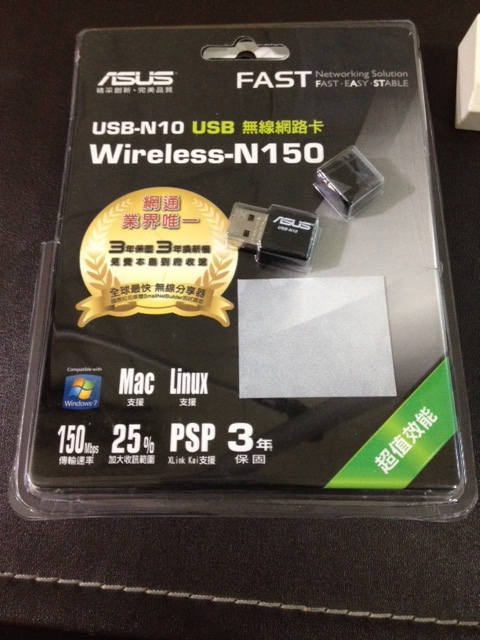 ASUS
精采創新·完美品質
FAST Networking Solution
FAST·EASY·STABLE
USB-N10 USB 無線網路卡
Wireless-N150
網通
業界唯一
3年保固 3年換新機
免費本島到府收送
全球最快 無線分享器
ASUS
USB-N10
Compatible with
Windows 7
Mac
支援
Linux
支援
150Mbps
傳輸速率
25%
加大收訊範圍
PSP
XLink Kai支援
3年
保固
超值效能